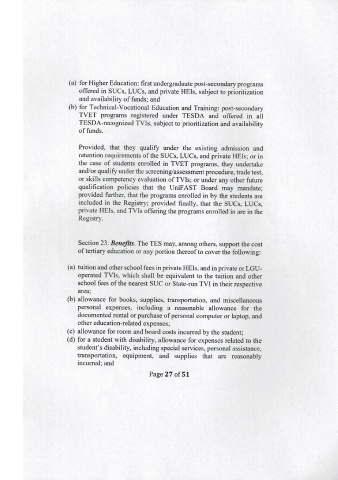 (a) for Higher Education: first undergraduate post-secondary programs
offered in SUCs, LUCs, and private HEIs, subject to prioritization
and availability of funds; and
(b) for Technical-Vocational Education and Training: post-secondary
TVET programs registered under TESDA and offered in all
TESDA-recognized TVIs, subject to prioritization and availability
of funds.
Provided, that they qualify under the existing admission and
retention requirements of the SUCs, LUCs, and private HEIs; or in
the case of students enrolled in TVET programs, they undertake
and/or qualify under the screening/assessment procedure, trade test,
or skills competency evaluation of TVIs; or under any other future
qualification policies that the UniFAST Board may mandate;
provided further, that the programs enrolled in by the students are
included in the Registry; provided finally, that the SUCs, LUCs,
private HEIs, and TVIs offering the programs enrolled in are in the
Registry.
Section 23. Benefits. The TES may, among others, support the cost
of tertiary education or any portion thereof to cover the following:
(a) tuition and other school fees in private HEIs, and in private or LGU-
operated TVIs, which shall be equivalent to the tuition and other
school fees of the nearest SUC or State-run TVI in their respective
area;
(b) allowance for books, supplies, transportation, and miscellaneous
personal expenses, including a reasonable allowance for the
documented rental or purchase of personal computer or laptop, and
other education-related expenses;
(c) allowance for room and board costs incurred by the student;
(d) for a student with disability, allowance for expenses related to the
student's disability, including special services, personal assistance,
transportation, equipment, and supplies that are reasonably
incurred; and
Page 27 of 51